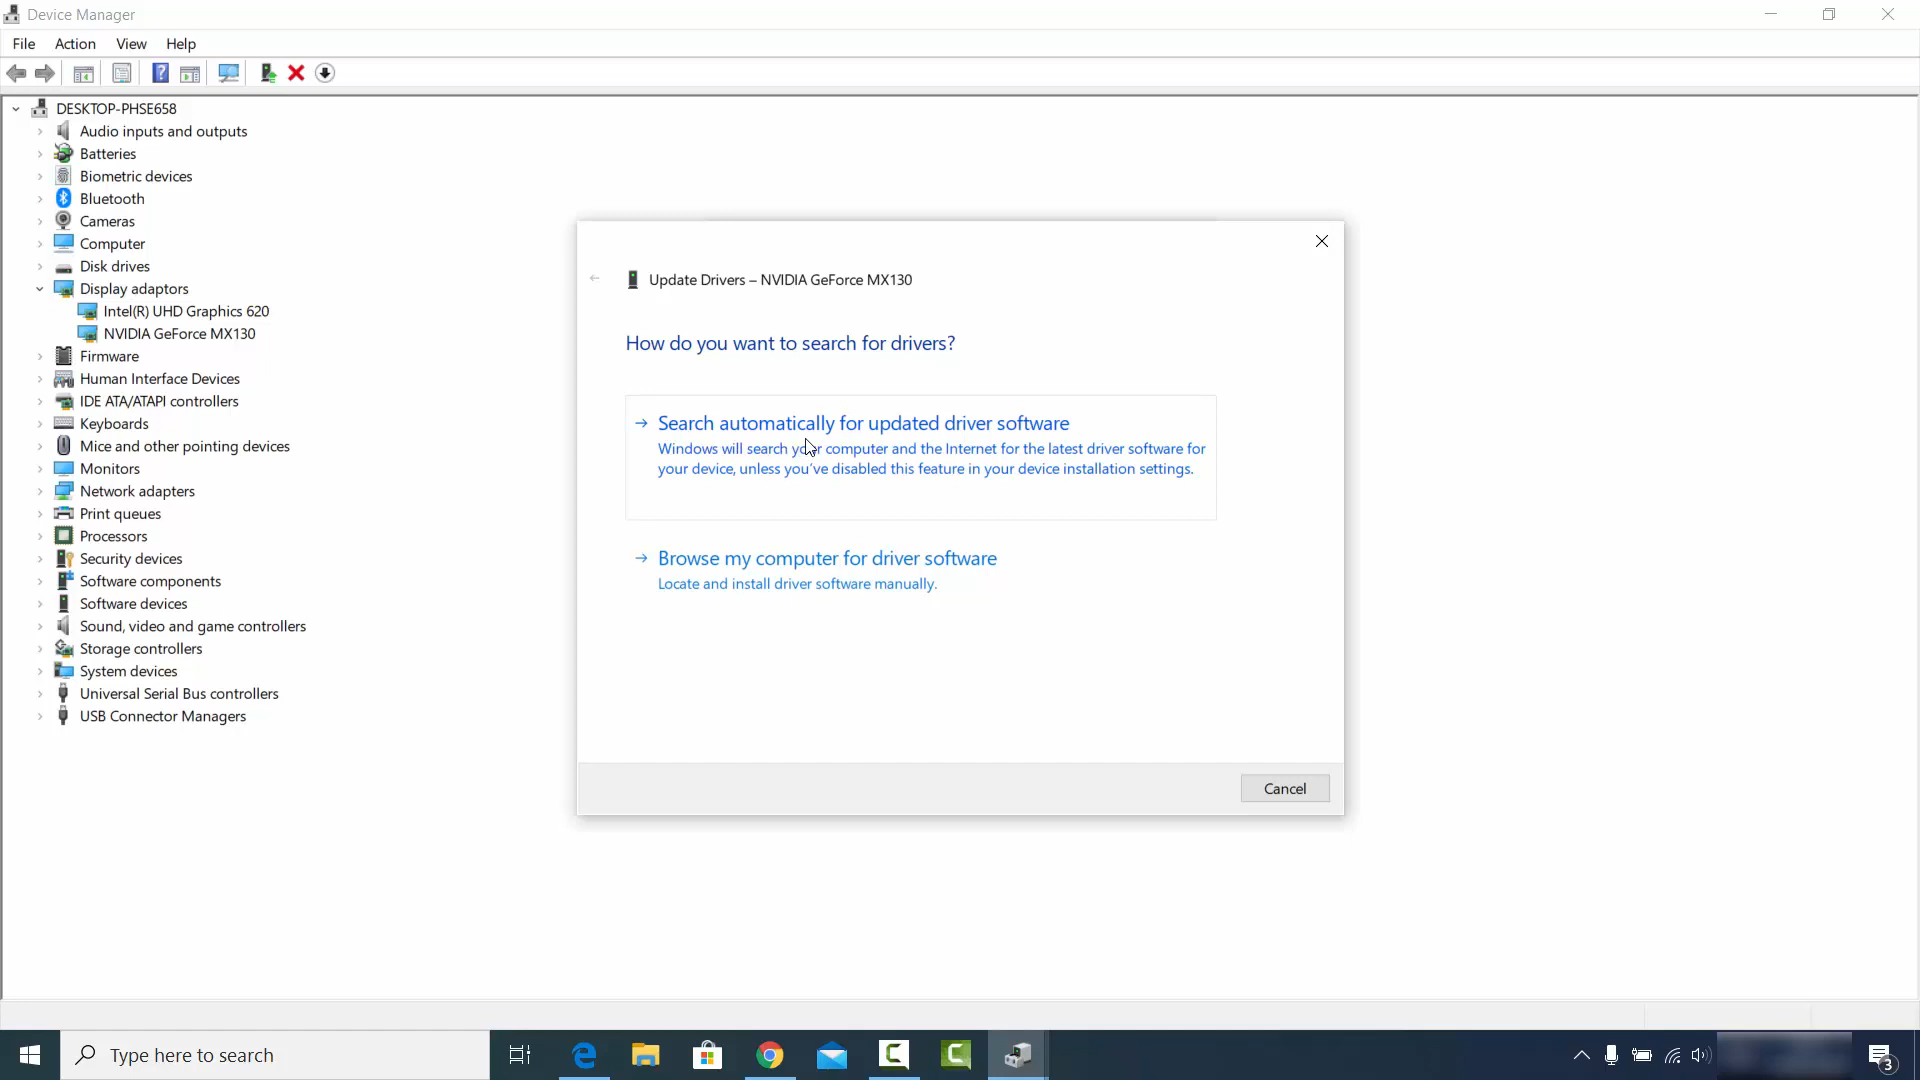 Device Manager
File Action View Help
DESKTOP-PHSE658
Audio inputs and outputs
Batteries
Biometric devices
Bluetooth
Cameras
Computer
Disk drives
Display adaptors
Intel(R) UHD Graphics 620
NVIDIA GeForce MX130
Firmware
Human Interface Devices
IDE ATA/ATAPI controllers
Keyboards
Mice and other pointing devices
Monitors
Network adapters
Print queues
Processors
Security devices
Software components
Software devices
Sound, video and game controllers
Storage controllers
System devices
Universal Serial Bus controllers
USB Connector Managers
Update Drivers – NVIDIA GeForce MX130
How do you want to search for drivers?
Search automatically for updated driver software
Windows will search your computer and the Internet for the latest driver software for
your device, unless you've disabled this feature in your device installation settings.
Browse my computer for driver software
Locate and install driver software manually.
Cancel
Type here to search
3